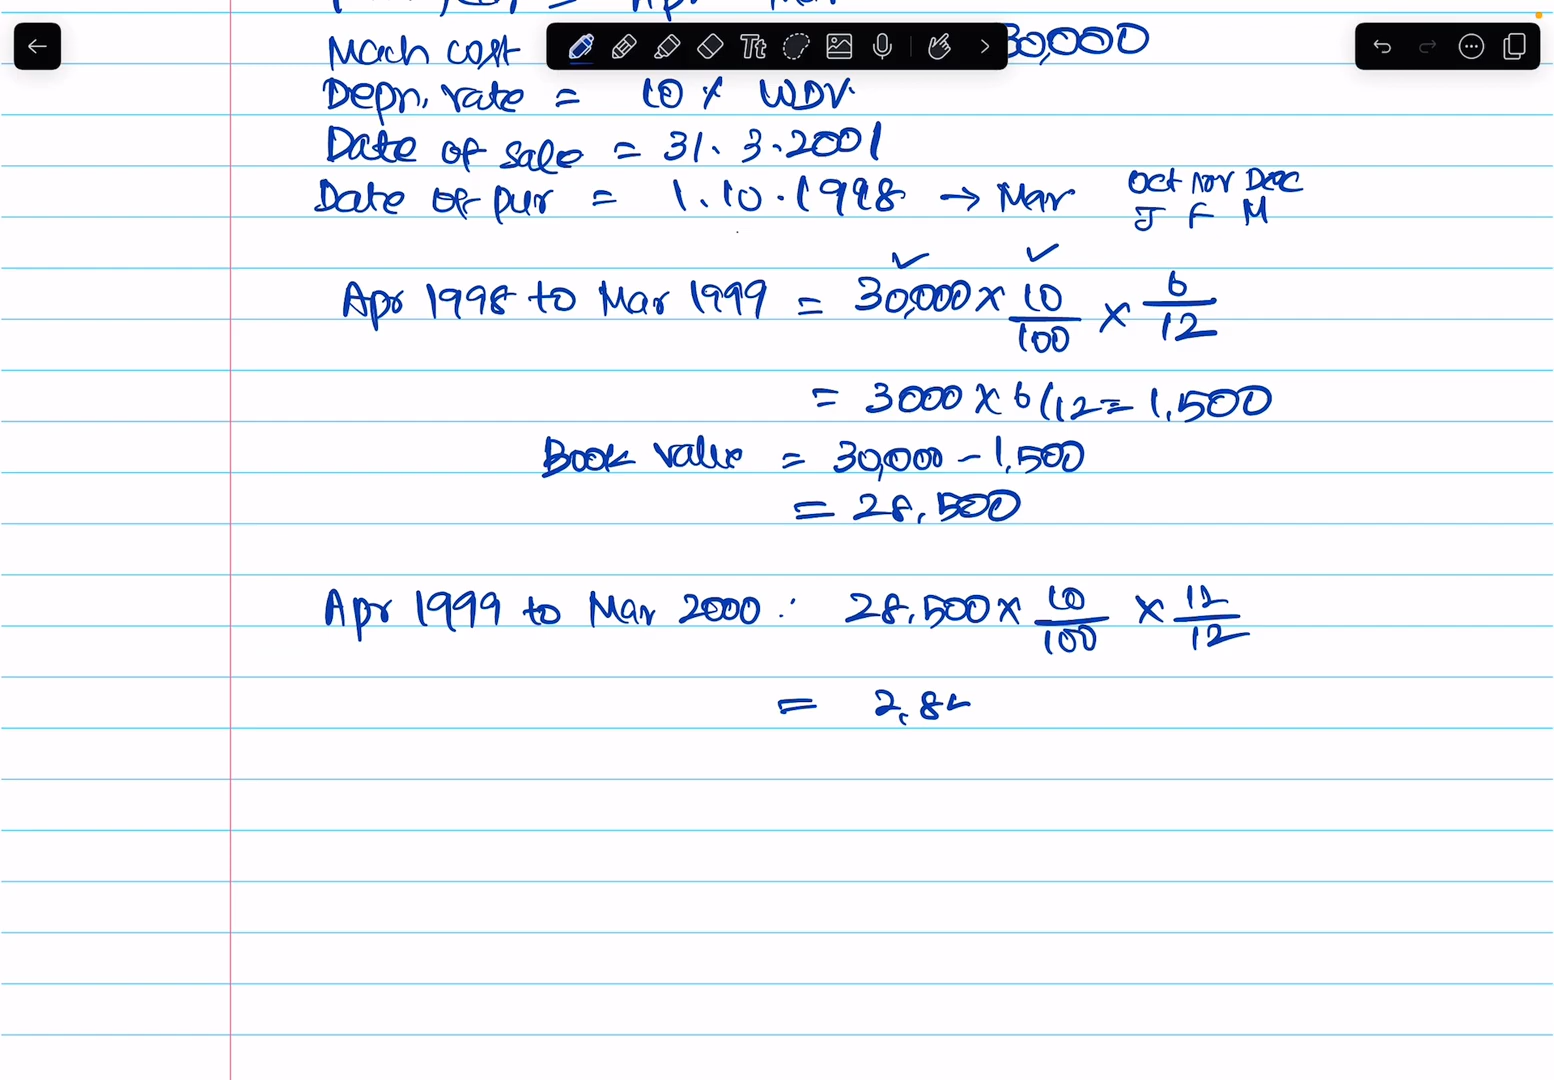 Mach cost 30,000
Depn. rate = 10 % WDV.
Date of sale = 31.3.2001
Date of pur = 1.10.1998 → Mar Oct Nov Dec
J F M
Apr 1998 to Mar 1999 = 30,000 x 10/100 x 6/12
= 3000 x 6/12 = 1,500
Book value = 30,000 - 1,500
= 28,500
Apr 1999 to Mar 2000 : 28,500 x 10/100 x 12/12
= 2,8